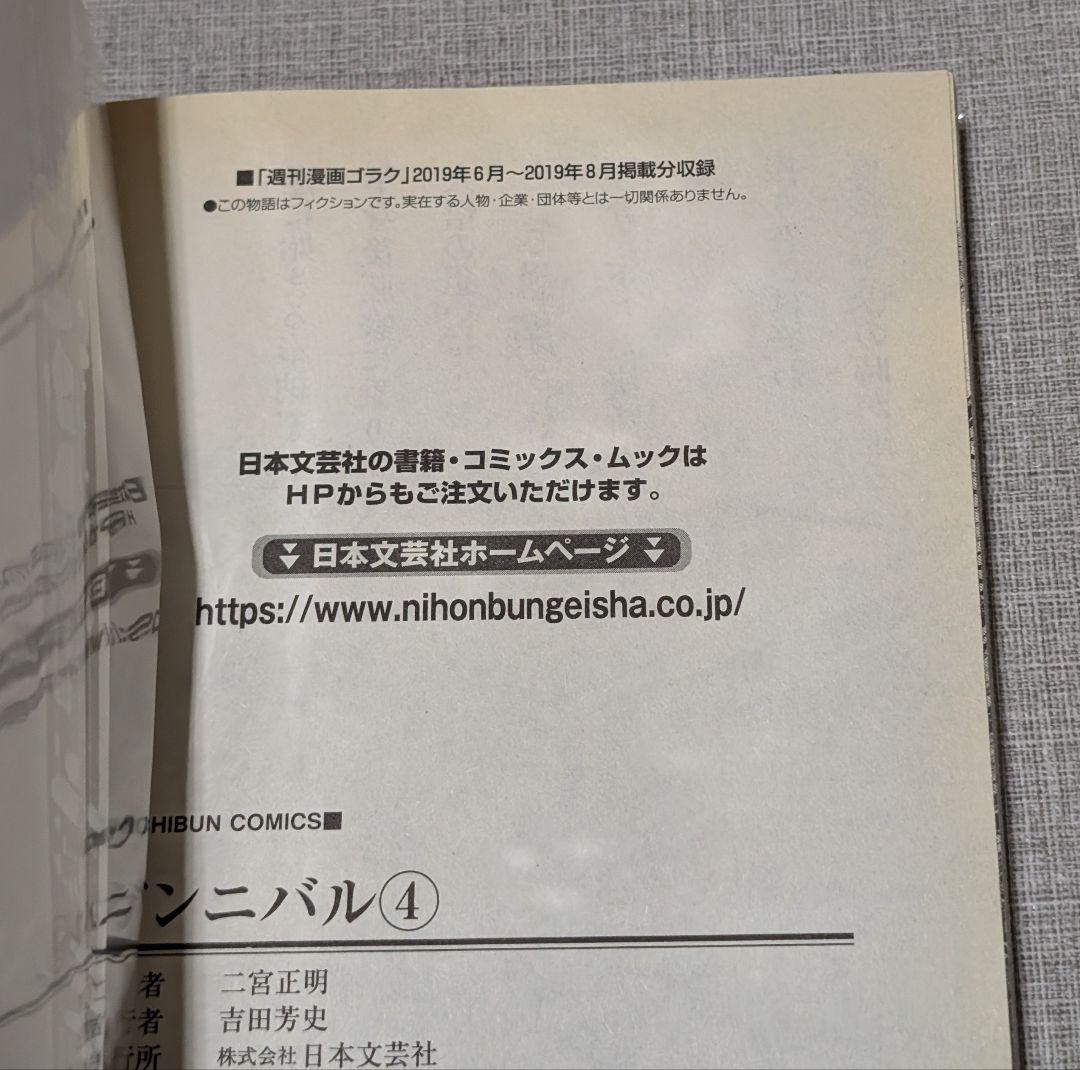 ■「週刊漫画ゴラク」2019年6月～2019年8月掲載分収録
●この物語はフィクションです。実在する人物・企業・団体等とは一切関係ありません。
日本文芸社の書籍・コミックス・ムックは
HPからもご注文いただけます。
日本文芸社ホームページ
https://www.nihonbungeisha.co.jp/
CHIBUN COMICS■
ンニバル④
者 二宮正明
者 吉田芳史
行所 株式会社日本文芸社